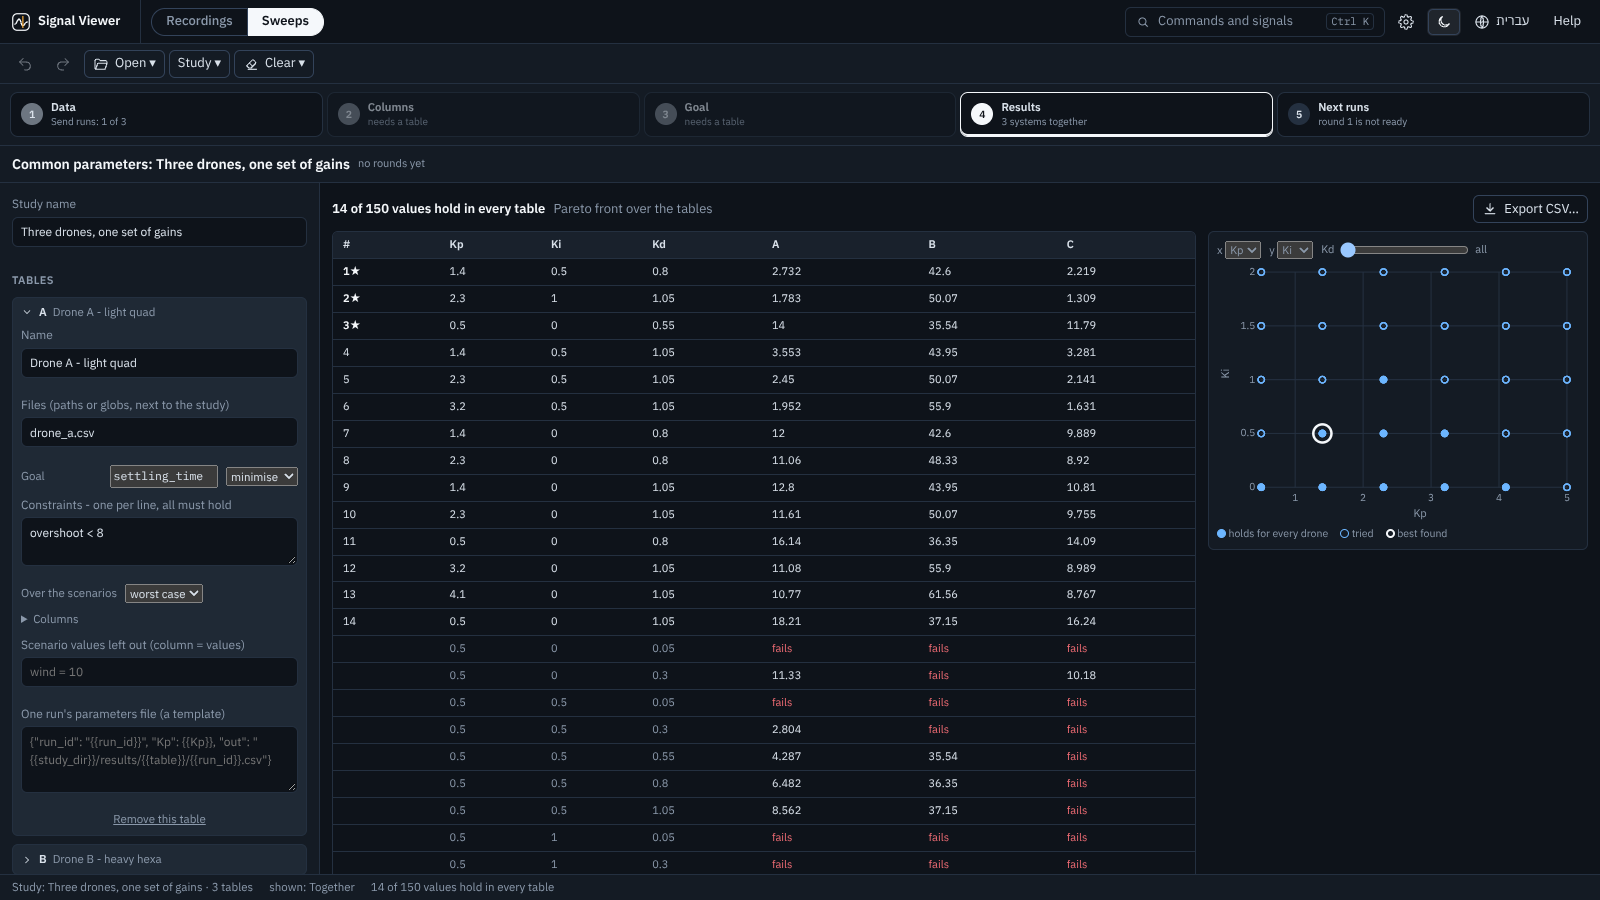 Signal Viewer Recordings Sweeps Commands and signals Ctrl K עברית Help
Open ▾ Study ▾ Clear ▾
1 Data Send runs: 1 of 3
2 Columns needs a table
3 Goal needs a table
4 Results 3 systems together
5 Next runs round 1 is not ready
Common parameters: Three drones, one set of gains no rounds yet
Study name
Three drones, one set of gains
TABLES
A Drone A - light quad
Name
Drone A - light quad
Files (paths or globs, next to the study)
drone_a.csv
Goal settling_time minimise
Constraints - one per line, all must hold
overshoot < 8
Over the scenarios worst case
Columns
Scenario values left out (column = values)
wind = 10
One run's parameters file (a template)
{"run_id": "{{run_id}}", "Kp": {{Kp}}, "out": "
{{study_dir}}/results/{{table}}/{{run_id}}.csv"}
Remove this table
B Drone B - heavy hexa
14 of 150 values hold in every table Pareto front over the tables Export CSV...
# Kp Ki Kd A B C
1★ 1.4 0.5 0.8 2.732 42.6 2.219
2★ 2.3 1 1.05 1.783 50.07 1.309
3★ 0.5 0 0.55 14 35.54 11.79
4 1.4 0.5 1.05 3.553 43.95 3.281
5 2.3 0.5 1.05 2.45 50.07 2.141
6 3.2 0.5 1.05 1.952 55.9 1.631
7 1.4 0 0.8 12 42.6 9.889
8 2.3 0 0.8 11.06 48.33 8.92
9 1.4 0 1.05 12.8 43.95 10.81
10 2.3 0 1.05 11.61 50.07 9.755
11 0.5 0 0.8 16.14 36.35 14.09
12 3.2 0 1.05 11.08 55.9 8.989
13 4.1 0 1.05 10.77 61.56 8.767
14 0.5 0 1.05 18.21 37.15 16.24
0.5 0 0.05 fails fails fails
0.5 0 0.3 11.33 fails 10.18
0.5 0.5 0.05 fails fails fails
0.5 0.5 0.3 2.804 fails fails
0.5 0.5 0.55 4.287 35.54 fails
0.5 0.5 0.8 6.482 36.35 fails
0.5 0.5 1.05 8.562 37.15 fails
0.5 1 0.05 fails fails fails
0.5 1 0.3 fails fails fails
x Kp y Ki Kd all
2
1.5
1
0.5
0
Ki
1 2 3 4 5
Kp
holds for every drone tried best found
Study: Three drones, one set of gains · 3 tables shown: Together 14 of 150 values hold in every table